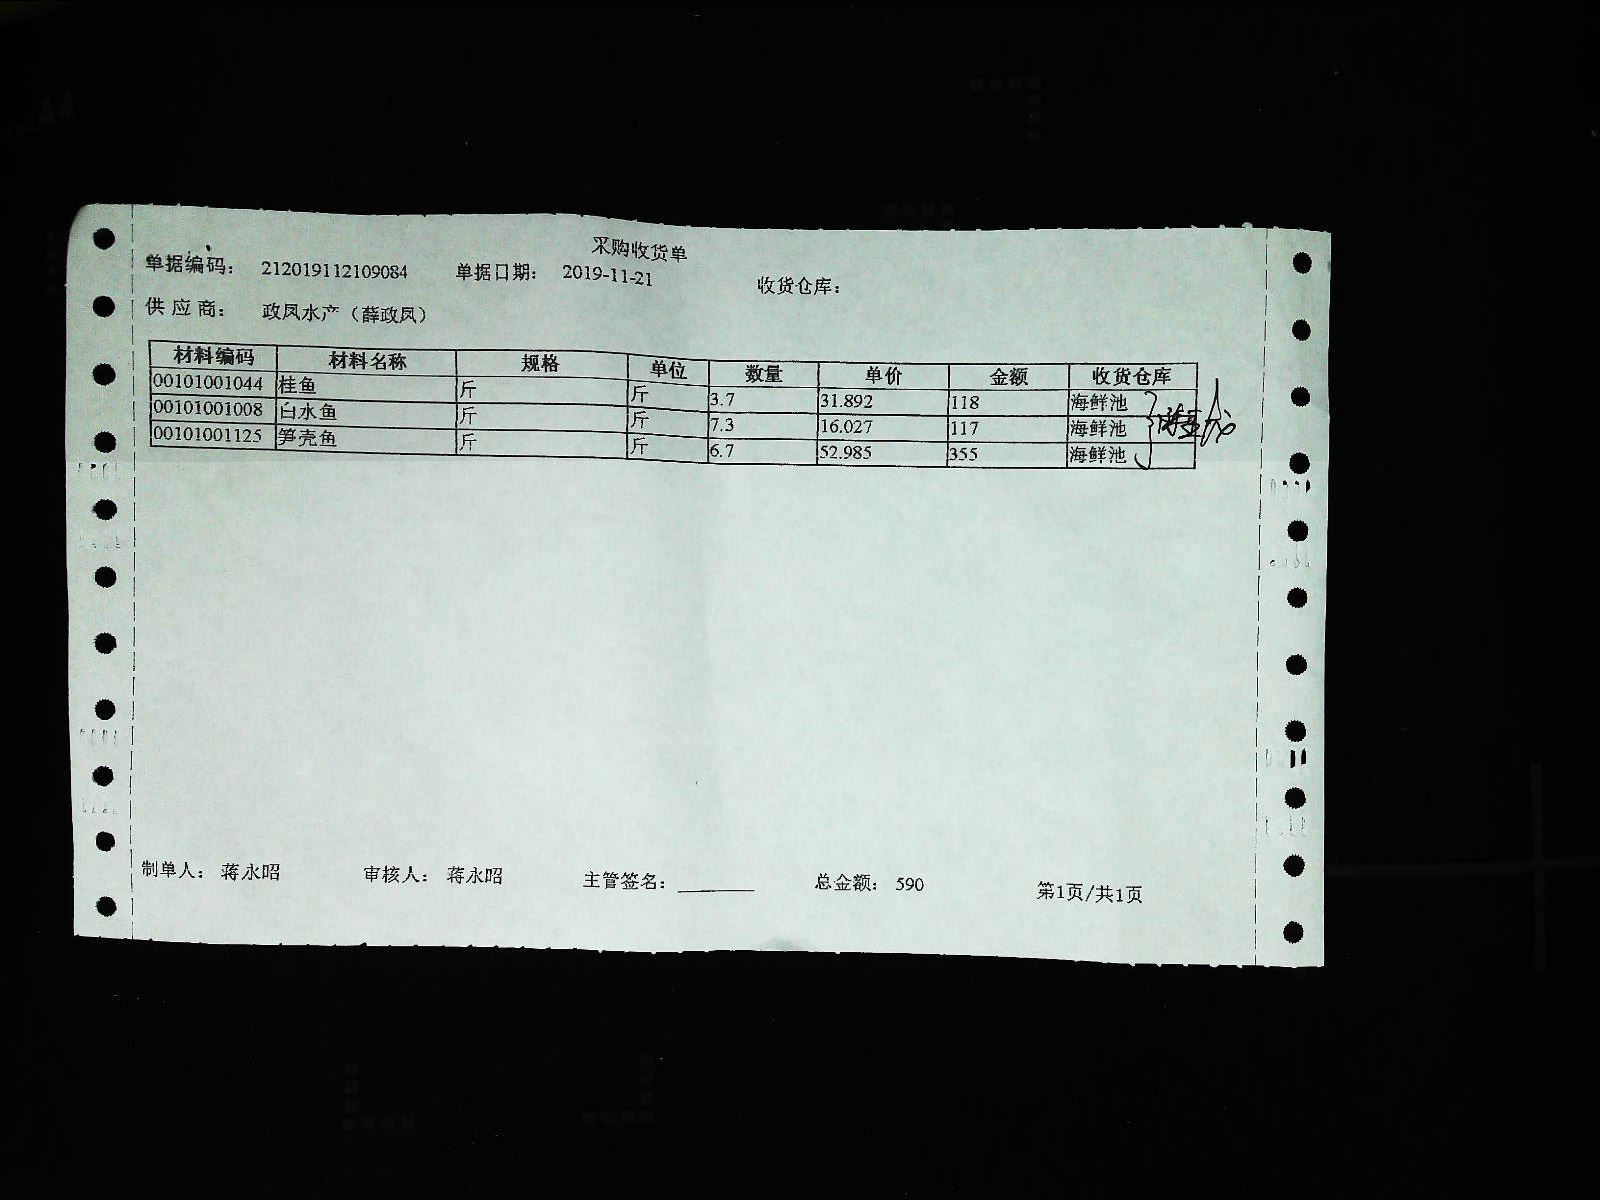 采购收货单
单据编码： 212019112109084 单据日期： 2019-11-21 收货仓库：
供 应 商： 政凤水产（薛政凤）
材料编码 材料名称 规格 单位 数量 单价 金额 收货仓库
00101001044 桂鱼 斤 斤 3.7 31.892 118 海鲜池
00101001008 白水鱼 斤 斤 7.3 16.027 117 海鲜池
00101001125 笋壳鱼 斤 斤 6.7 52.985 355 海鲜池
制单人： 蒋永昭 审核人： 蒋永昭 主管签名：________ 总金额： 590 第1页/共1页